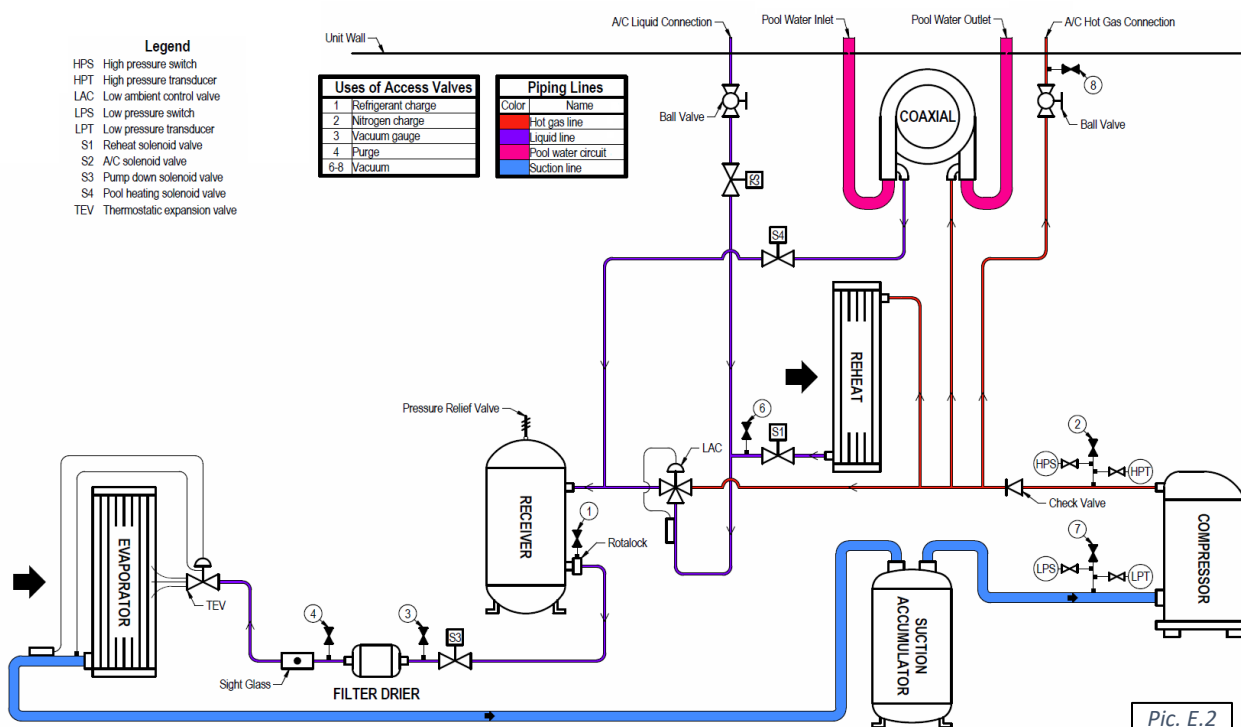 A/C Liquid Connection
Pool Water Inlet
Pool Water Outlet
A/C Hot Gas Connection
Unit Wall
Legend
HPS High pressure switch
HPT High pressure transducer
LAC Low ambient control valve
LPS Low pressure switch
LPT Low pressure transducer
S1 Reheat solenoid valve
S2 A/C solenoid valve
S3 Pump down solenoid valve
S4 Pool heating solenoid valve
TEV Thermostatic expansion valve
Uses of Access Valves
1 Refrigerant charge
2 Nitrogen charge
3 Vacuum gauge
4 Purge
6-8 Vacuum
Piping Lines
Color Name
Hot gas line
Liquid line
Pool water circuit
Suction line
Ball Valve
COAXIAL
8
Ball Valve
S2
S4
REHEAT
Pressure Relief Valve
6
S1
LAC
2
HPS
HPT
Check Valve
COMPRESSOR
RECEIVER
1
Rotalock
7
LPS
LPT
EVAPORATOR
TEV
4
3
S3
Sight Glass
FILTER DRIER
SUCTION
ACCUMULATOR
Pic. E.2